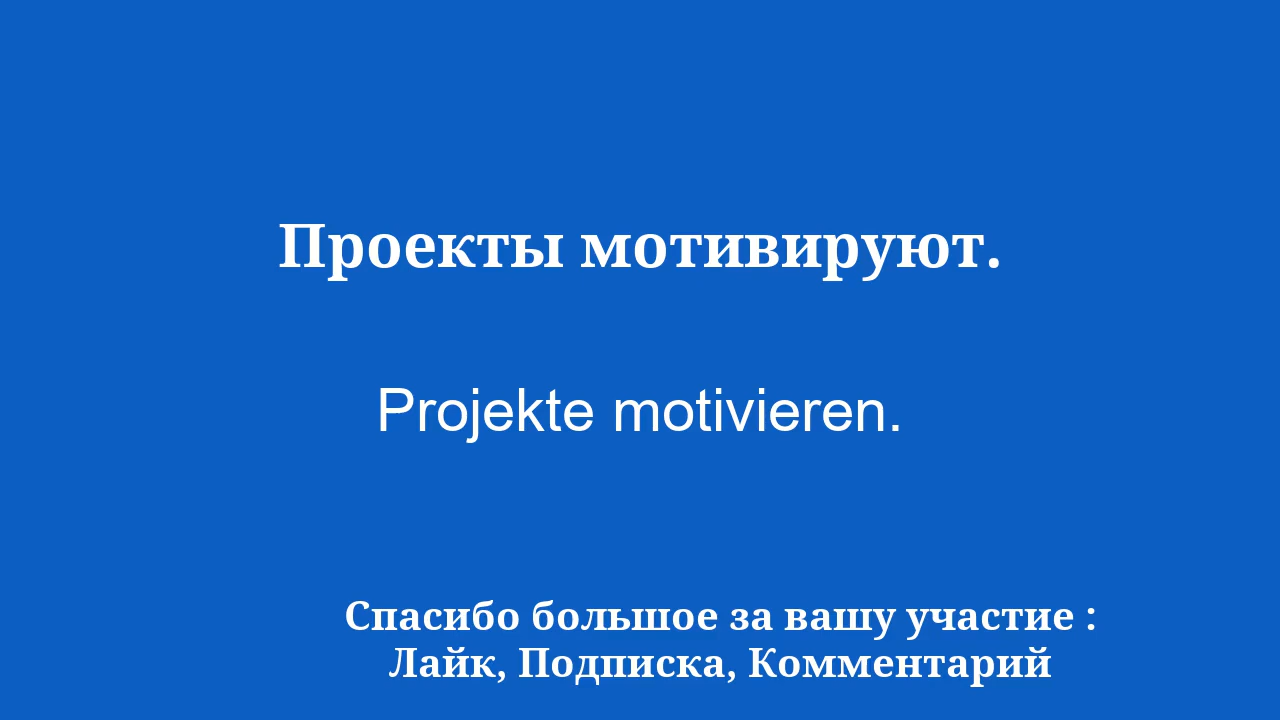 Проекты мотивируют.
Projekte motivieren.
Спасибо большое за вашу участие :
Лайк, Подписка, Комментарий